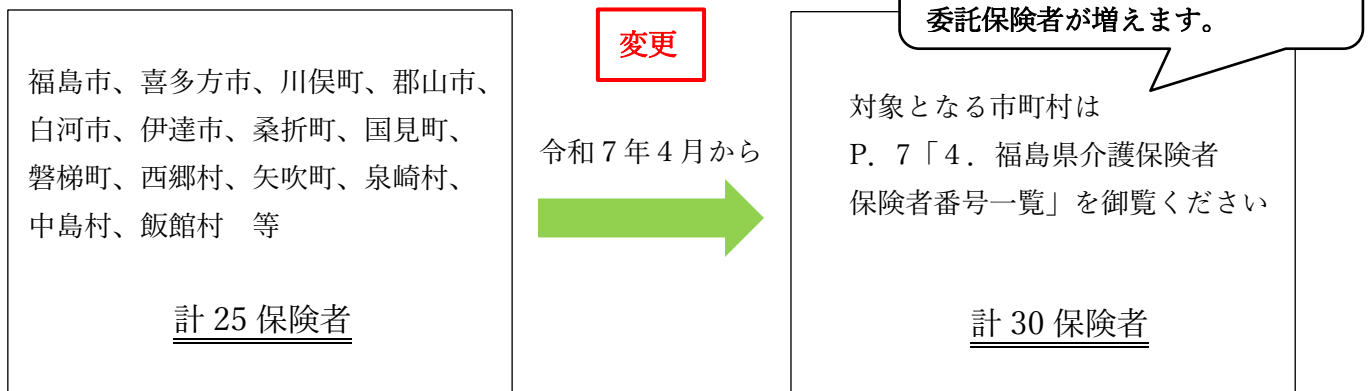 福島市、喜多方市、川俣町、郡山市、
白河市、伊達市、桑折町、国見町、
磐梯町、西郷村、矢吹町、泉崎村、
中島村、飯館村　等
計 25 保険者
変更
令和７年４月から
委託保険者が増えます。
対象となる市町村は
P．７「４．福島県介護保険者
保険者番号一覧」を御覧ください
計 30 保険者